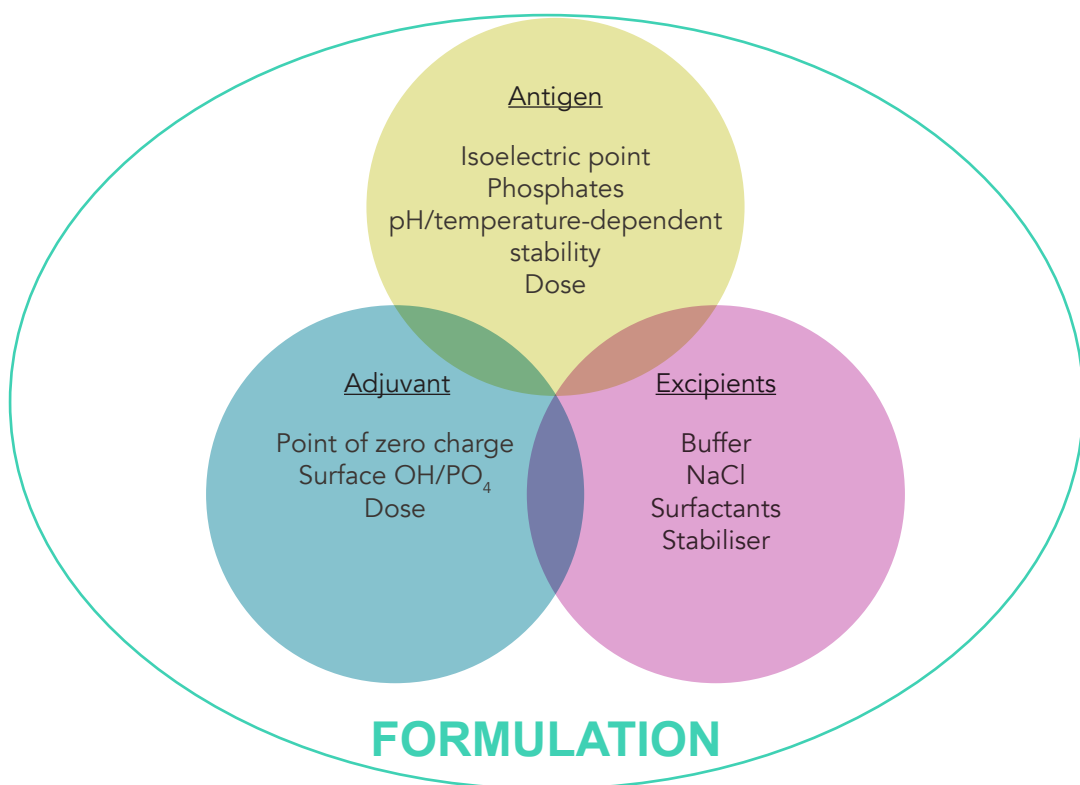 Antigen
Isoelectric point
Phosphates
pH/temperature-dependent
stability
Dose
Adjuvant
Point of zero charge
Surface OH/PO₄
Dose
Excipients
Buffer
NaCl
Surfactants
Stabiliser
FORMULATION